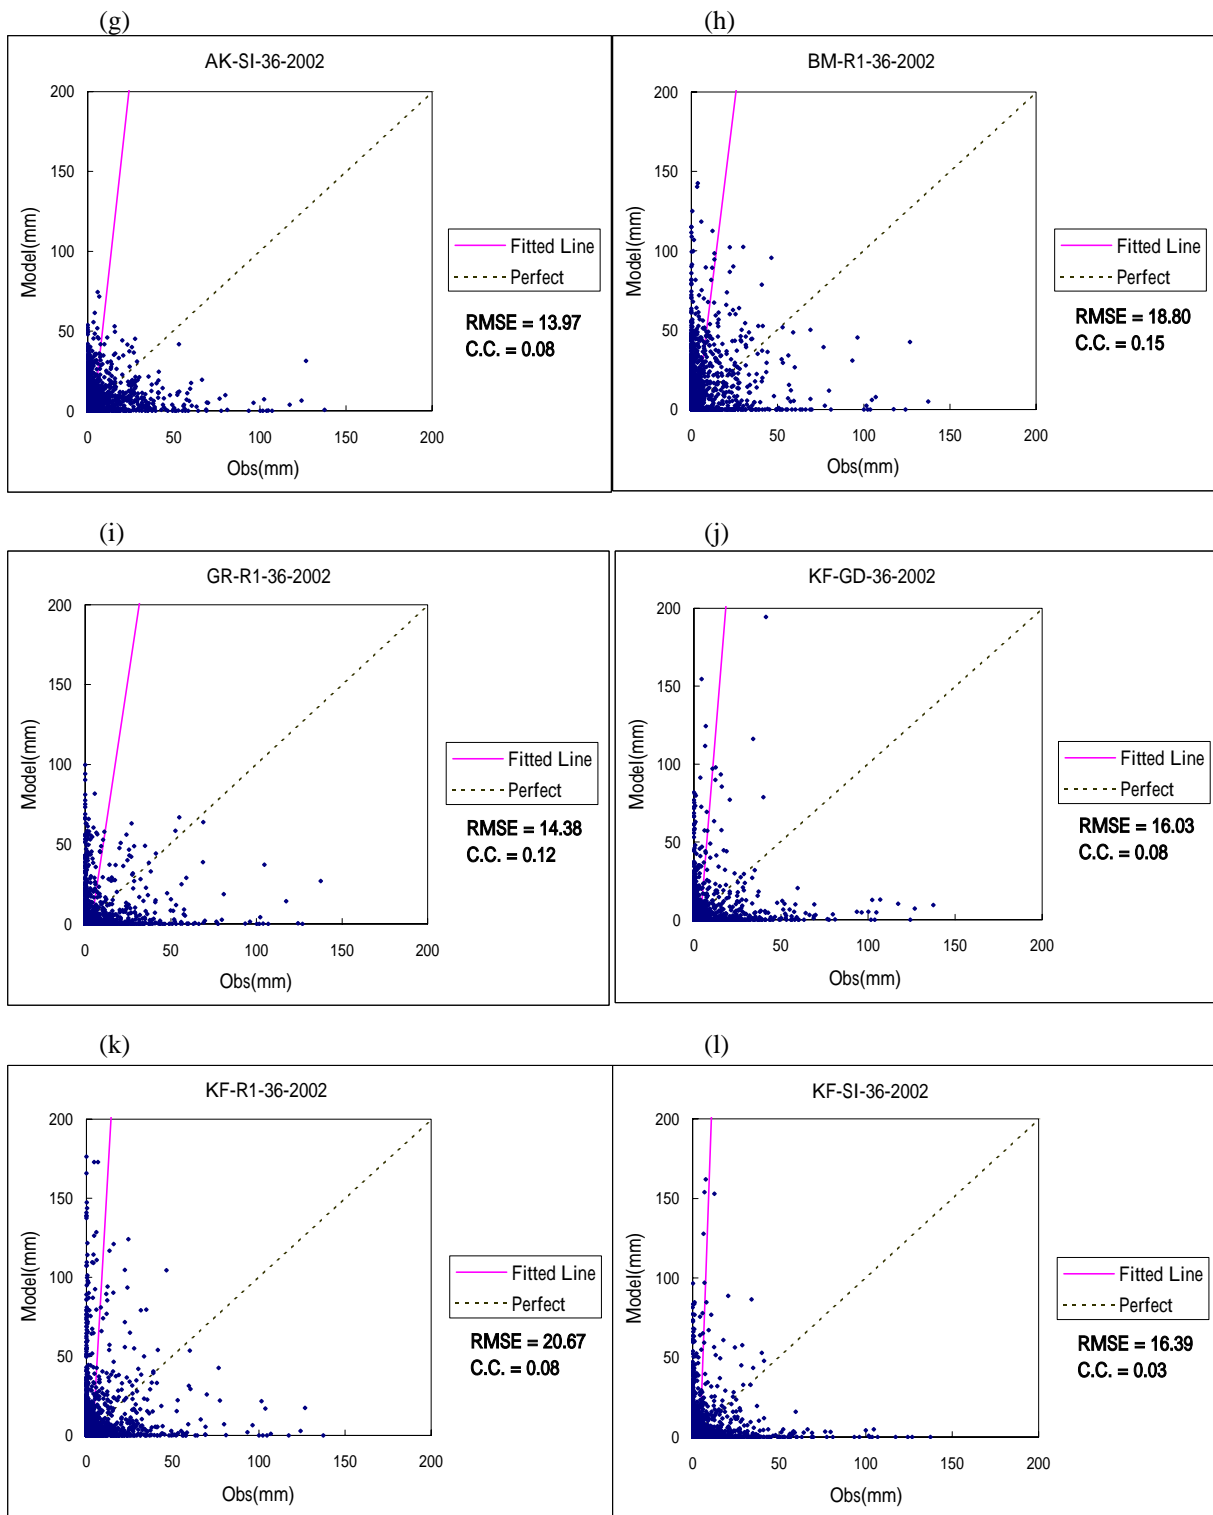 (g)
AK-SI-36-2002
200
150
100
50
0
0 50 100 150 200
Model(mm)
Obs(mm)
Fitted Line
Perfect
RMSE = 13.97
C.C. = 0.08
(h)
BM-R1-36-2002
200
150
100
50
0
0 50 100 150 200
Model(mm)
Obs(mm)
Fitted Line
Perfect
RMSE = 18.80
C.C. = 0.15
(i)
GR-R1-36-2002
200
150
100
50
0
0 50 100 150 200
Model(mm)
Obs(mm)
Fitted Line
Perfect
RMSE = 14.38
C.C. = 0.12
(j)
KF-GD-36-2002
200
150
100
50
0
0 50 100 150 200
Model(mm)
Obs(mm)
Fitted Line
Perfect
RMSE = 16.03
C.C. = 0.08
(k)
KF-R1-36-2002
200
150
100
50
0
0 50 100 150 200
Model(mm)
Obs(mm)
Fitted Line
Perfect
RMSE = 20.67
C.C. = 0.08
(l)
KF-SI-36-2002
200
150
100
50
0
0 50 100 150 200
Model(mm)
Obs(mm)
Fitted Line
Perfect
RMSE = 16.39
C.C. = 0.03